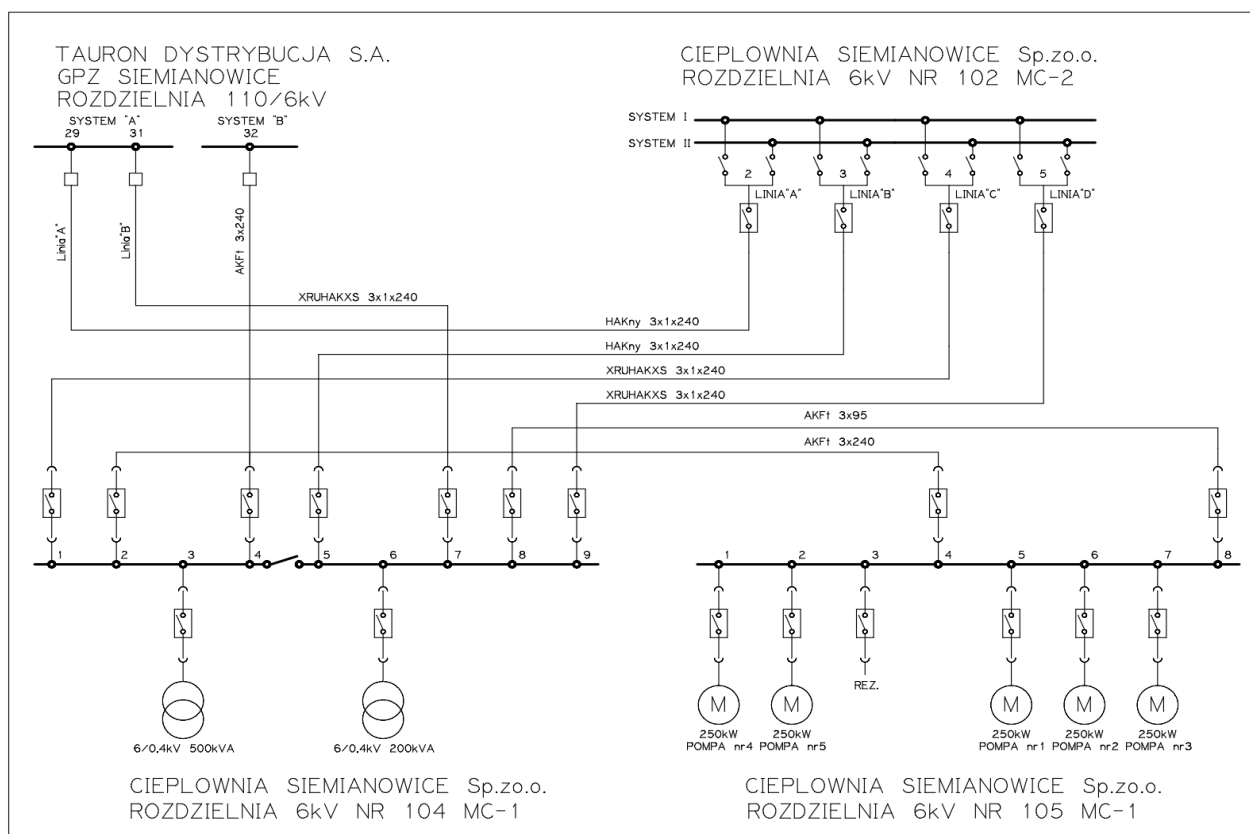 TAURON DYSTRYBUCJA S.A.
GPZ SIEMIANOWICE
ROZDZIELNIA 110/6kV
SYSTEM "A"
29 31
SYSTEM "B"
32
Linia"A"
Linia"B"
AKFt 3x240
CIEPLOWNIA SIEMIANOWICE Sp.zo.o.
ROZDZIELNIA 6kV NR 102 MC-2
SYSTEM I
SYSTEM II
2 3 4 5
LINIA"A" LINIA"B" LINIA"C" LINIA"D"
XRUHAKXS 3x1x240
HAKny 3x1x240
HAKny 3x1x240
XRUHAKXS 3x1x240
XRUHAKXS 3x1x240
AKFt 3x95
AKFt 3x240
1 2 3 4 5 6 7 8 9
6/0.4kV 500kVA
6/0.4kV 200kVA
CIEPLOWNIA SIEMIANOWICE Sp.zo.o.
ROZDZIELNIA 6kV NR 104 MC-1
1 2 3 4 5 6 7 8
REZ.
M M M M M
250kW
POMPA nr4
250kW
POMPA nr5
250kW
POMPA nr1
250kW
POMPA nr2
250kW
POMPA nr3
CIEPLOWNIA SIEMIANOWICE Sp.zo.o.
ROZDZIELNIA 6kV NR 105 MC-1